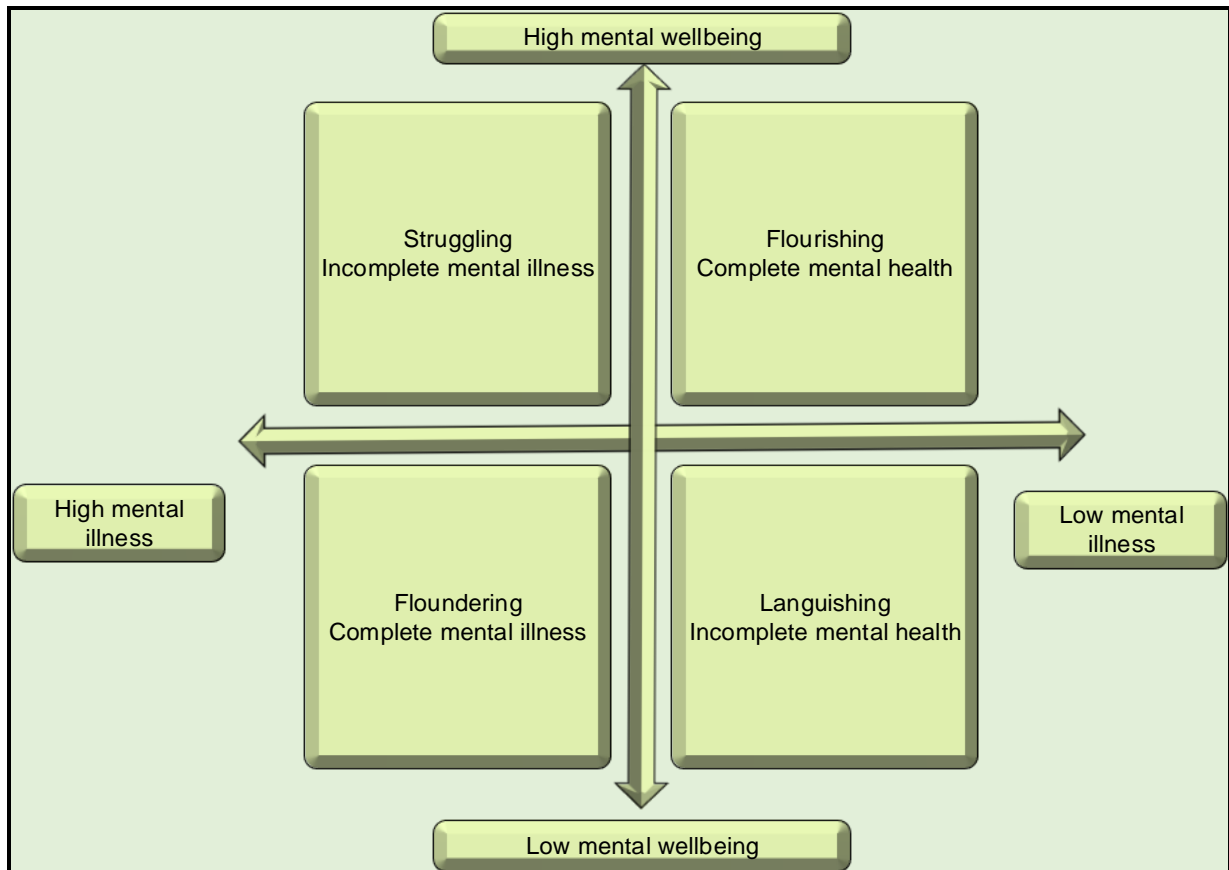 High mental wellbeing
Struggling
Incomplete mental illness
Flourishing
Complete mental health
High mental
illness
Low mental
illness
Floundering
Complete mental illness
Languishing
Incomplete mental health
Low mental wellbeing